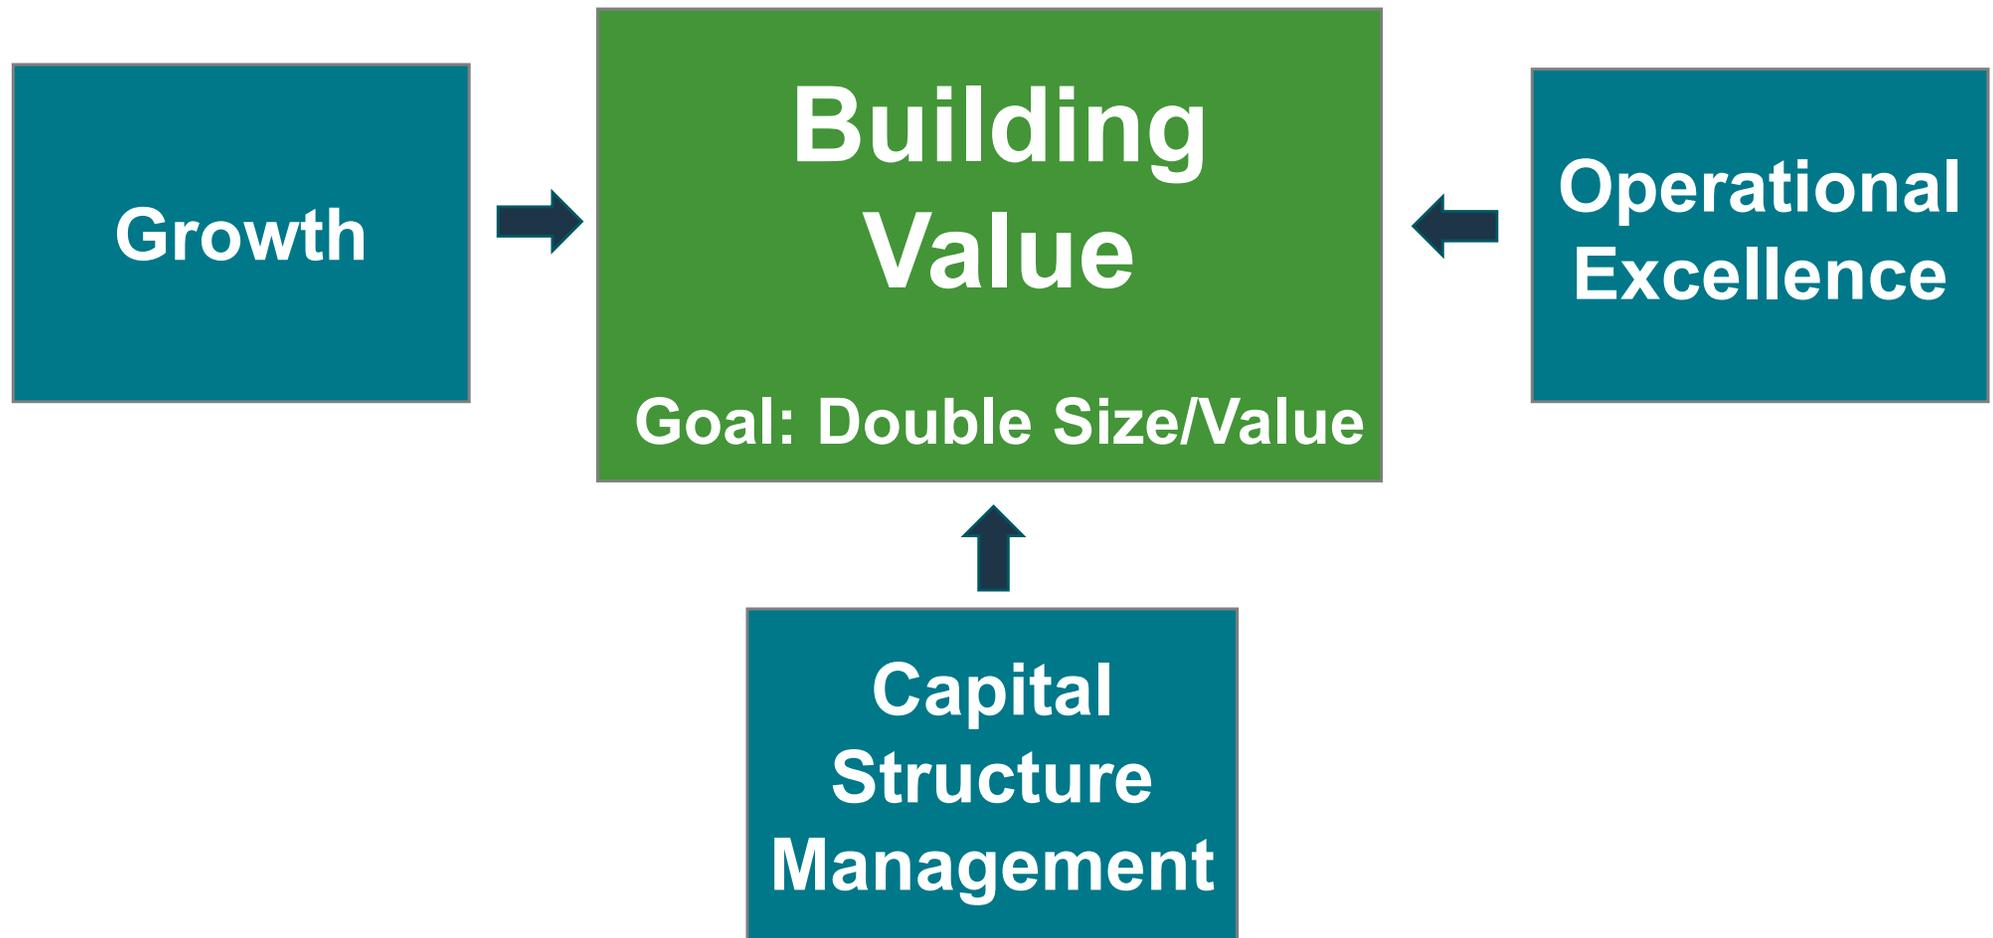 Growth
Building
Value
Goal: Double Size/Value
Operational
Excellence
Capital
Structure
Management